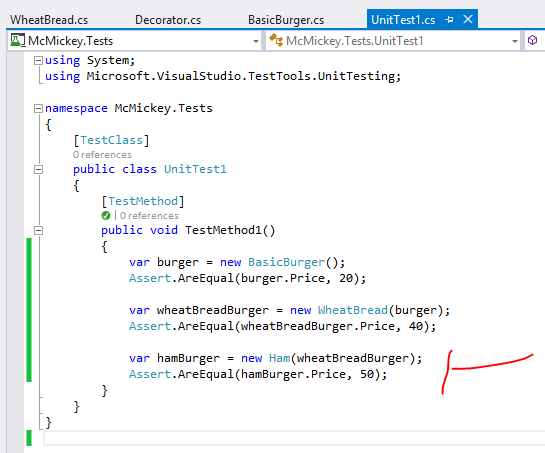 WheatBread.cs Decorator.cs BasicBurger.cs UnitTest1.cs
McMickey.Tests McMickey.Tests.UnitTest1
using System;
using Microsoft.VisualStudio.TestTools.UnitTesting;
namespace McMickey.Tests
{
[TestClass]
0 references
public class UnitTest1
{
[TestMethod]
| 0 references
public void TestMethod1()
{
var burger = new BasicBurger();
Assert.AreEqual(burger.Price, 20);
var wheatBreadBurger = new WheatBread(burger);
Assert.AreEqual(wheatBreadBurger.Price, 40);
var hamBurger = new Ham(wheatBreadBurger);
Assert.AreEqual(hamBurger.Price, 50);
}
}
}